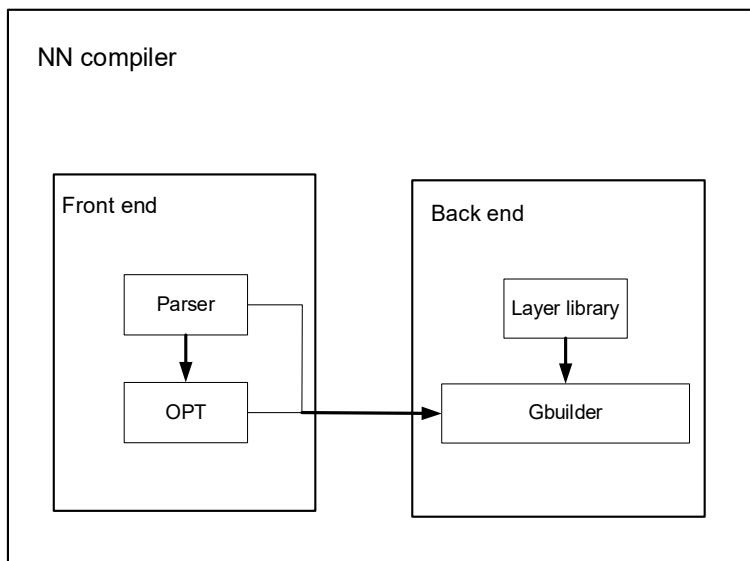 NN compiler
Front end
Parser
OPT
Back end
Layer library
Gbuilder